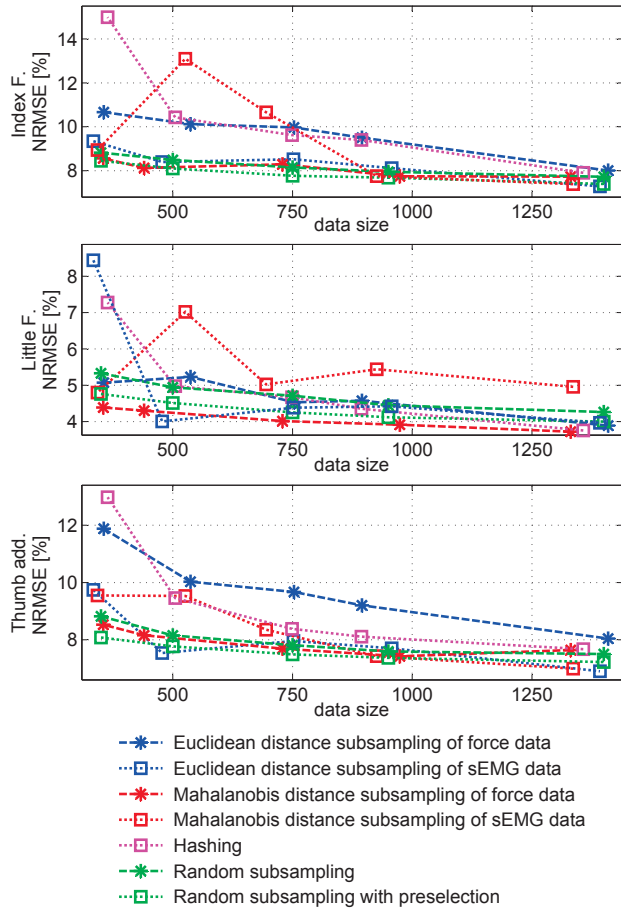 14
12
10
8
Index F.
NRMSE [%]
500
750
1000
1250
data size
8
7
6
5
4
Little F.
NRMSE [%]
500
750
1000
1250
data size
12
10
8
Thumb add.
NRMSE [%]
500
750
1000
1250
data size
Euclidean distance subsampling of force data
Euclidean distance subsampling of sEMG data
Mahalanobis distance subsampling of force data
Mahalanobis distance subsampling of sEMG data
Hashing
Random subsampling
Random subsampling with preselection